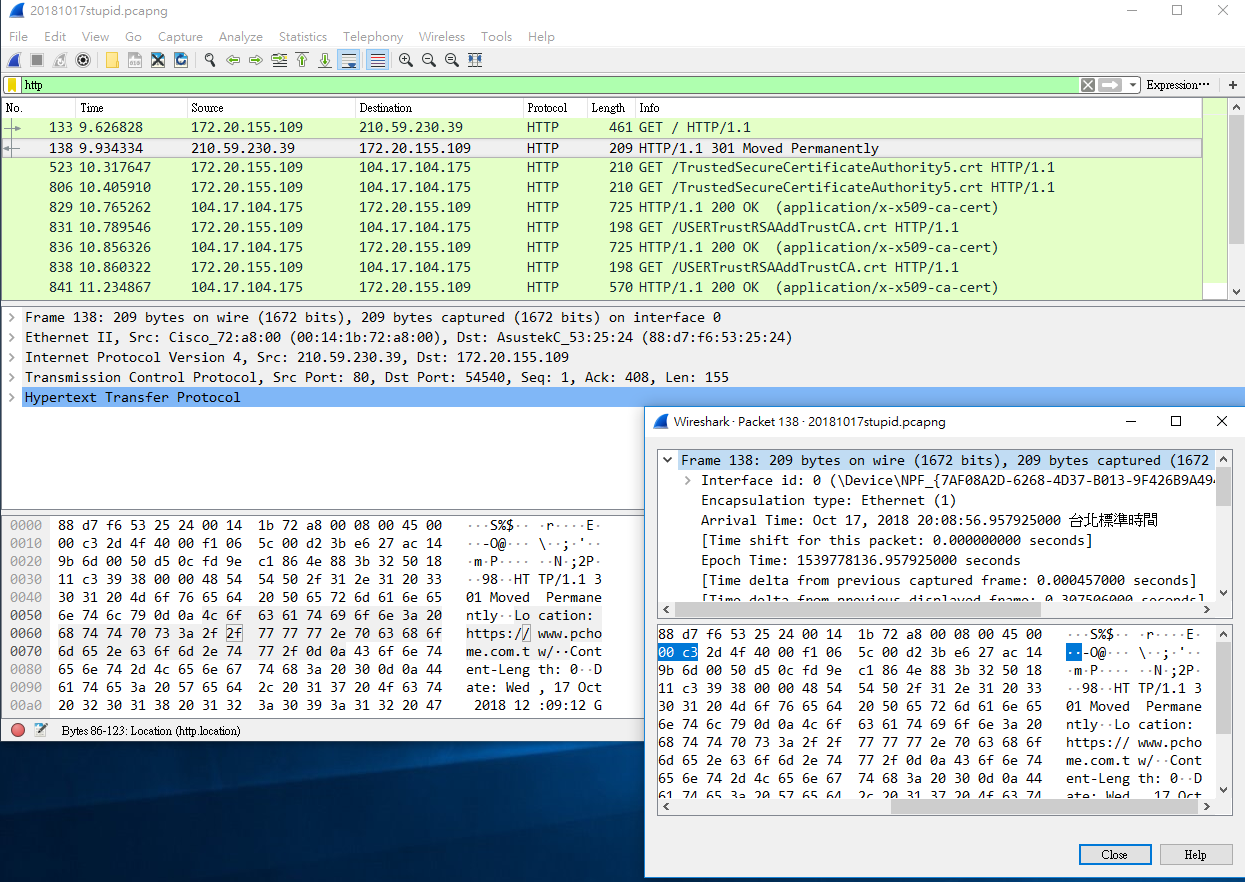 20181017stupid.pcapng
File Edit View Go Capture Analyze Statistics Telephony Wireless Tools Help
http Expression…
No. Time Source Destination Protocol Length Info
133 9.626828 172.20.155.109 210.59.230.39 HTTP 461 GET / HTTP/1.1
138 9.934334 210.59.230.39 172.20.155.109 HTTP 209 HTTP/1.1 301 Moved Permanently
523 10.317647 172.20.155.109 104.17.104.175 HTTP 210 GET /TrustedSecureCertificateAuthority5.crt HTTP/1.1
806 10.405910 172.20.155.109 104.17.104.175 HTTP 210 GET /TrustedSecureCertificateAuthority5.crt HTTP/1.1
829 10.765262 104.17.104.175 172.20.155.109 HTTP 725 HTTP/1.1 200 OK (application/x-x509-ca-cert)
831 10.789546 172.20.155.109 104.17.104.175 HTTP 198 GET /USERTrustRSAAddTrustCA.crt HTTP/1.1
836 10.856326 104.17.104.175 172.20.155.109 HTTP 725 HTTP/1.1 200 OK (application/x-x509-ca-cert)
838 10.860322 172.20.155.109 104.17.104.175 HTTP 198 GET /USERTrustRSAAddTrustCA.crt HTTP/1.1
841 11.234867 104.17.104.175 172.20.155.109 HTTP 570 HTTP/1.1 200 OK (application/x-x509-ca-cert)
Frame 138: 209 bytes on wire (1672 bits), 209 bytes captured (1672 bits) on interface 0
Ethernet II, Src: Cisco_72:a8:00 (00:14:1b:72:a8:00), Dst: AsustekC_53:25:24 (88:d7:f6:53:25:24)
Internet Protocol Version 4, Src: 210.59.230.39, Dst: 172.20.155.109
Transmission Control Protocol, Src Port: 80, Dst Port: 54540, Seq: 1, Ack: 408, Len: 155
Hypertext Transfer Protocol
0000 88 d7 f6 53 25 24 00 14 1b 72 a8 00 08 00 45 00 ···S%$·· ·r····E·
0010 00 c3 2d 4f 40 00 f1 06 5c 00 d2 3b e6 27 ac 14 ··-O@··· \··;·'··
0020 9b 6d 00 50 d5 0c fd 9e c1 86 4e 88 3b 32 50 18 ·m·P···· ··N·;2P·
0030 11 c3 39 38 00 00 48 54 54 50 2f 31 2e 31 20 33 ··98··HT TP/1.1 3
0040 30 31 20 4d 6f 76 65 64 20 50 65 72 6d 61 6e 65 01 Moved Permane
0050 6e 74 6c 79 0d 0a 4c 6f 63 61 74 69 6f 6e 3a 20 ntly··Lo cation:
0060 68 74 74 70 73 3a 2f 2f 77 77 77 2e 70 63 68 6f https:// www.pcho
0070 6d 65 2e 63 6f 6d 2e 74 77 2f 0d 0a 43 6f 6e 74 me.com.t w/··Cont
0080 65 6e 74 2d 4c 65 6e 67 74 68 3a 20 30 0d 0a 44 ent-Leng th: 0··D
0090 61 74 65 3a 20 57 65 64 2c 20 31 37 20 4f 63 74 ate: Wed , 17 Oct
00a0 20 32 30 31 38 20 31 32 3a 30 39 3a 31 32 20 47 2018 12 :09:12 G
Bytes 86-123: Location (http.location)
Wireshark · Packet 138 · 20181017stupid.pcapng
Frame 138: 209 bytes on wire (1672 bits), 209 bytes captured (1672
Interface id: 0 (\Device\NPF_{7AF08A2D-6268-4D37-B013-9F426B9A494
Encapsulation type: Ethernet (1)
Arrival Time: Oct 17, 2018 20:08:56.957925000 台北標準時間
[Time shift for this packet: 0.000000000 seconds]
Epoch Time: 1539778136.957925000 seconds
[Time delta from previous captured frame: 0.000457000 seconds]
[Time delta from previous displayed frame: 0.307506000 seconds]
88 d7 f6 53 25 24 00 14 1b 72 a8 00 08 00 45 00 ···S%$·· ·r····E·
00 c3 2d 4f 40 00 f1 06 5c 00 d2 3b e6 27 ac 14 ··-O@··· \··;·'··
9b 6d 00 50 d5 0c fd 9e c1 86 4e 88 3b 32 50 18 ·m·P···· ··N·;2P·
11 c3 39 38 00 00 48 54 54 50 2f 31 2e 31 20 33 ··98··HT TP/1.1 3
30 31 20 4d 6f 76 65 64 20 50 65 72 6d 61 6e 65 01 Moved Permane
6e 74 6c 79 0d 0a 4c 6f 63 61 74 69 6f 6e 3a 20 ntly··Lo cation:
68 74 74 70 73 3a 2f 2f 77 77 77 2e 70 63 68 6f https:// www.pcho
6d 65 2e 63 6f 6d 2e 74 77 2f 0d 0a 43 6f 6e 74 me.com.t w/··Cont
65 6e 74 2d 4c 65 6e 67 74 68 3a 20 30 0d 0a 44 ent-Leng th: 0··D
61 74 65 3a 20 57 65 64 2c 20 31 37 20 4f 63 74 ate: Wed , 17 Oct
Close Help